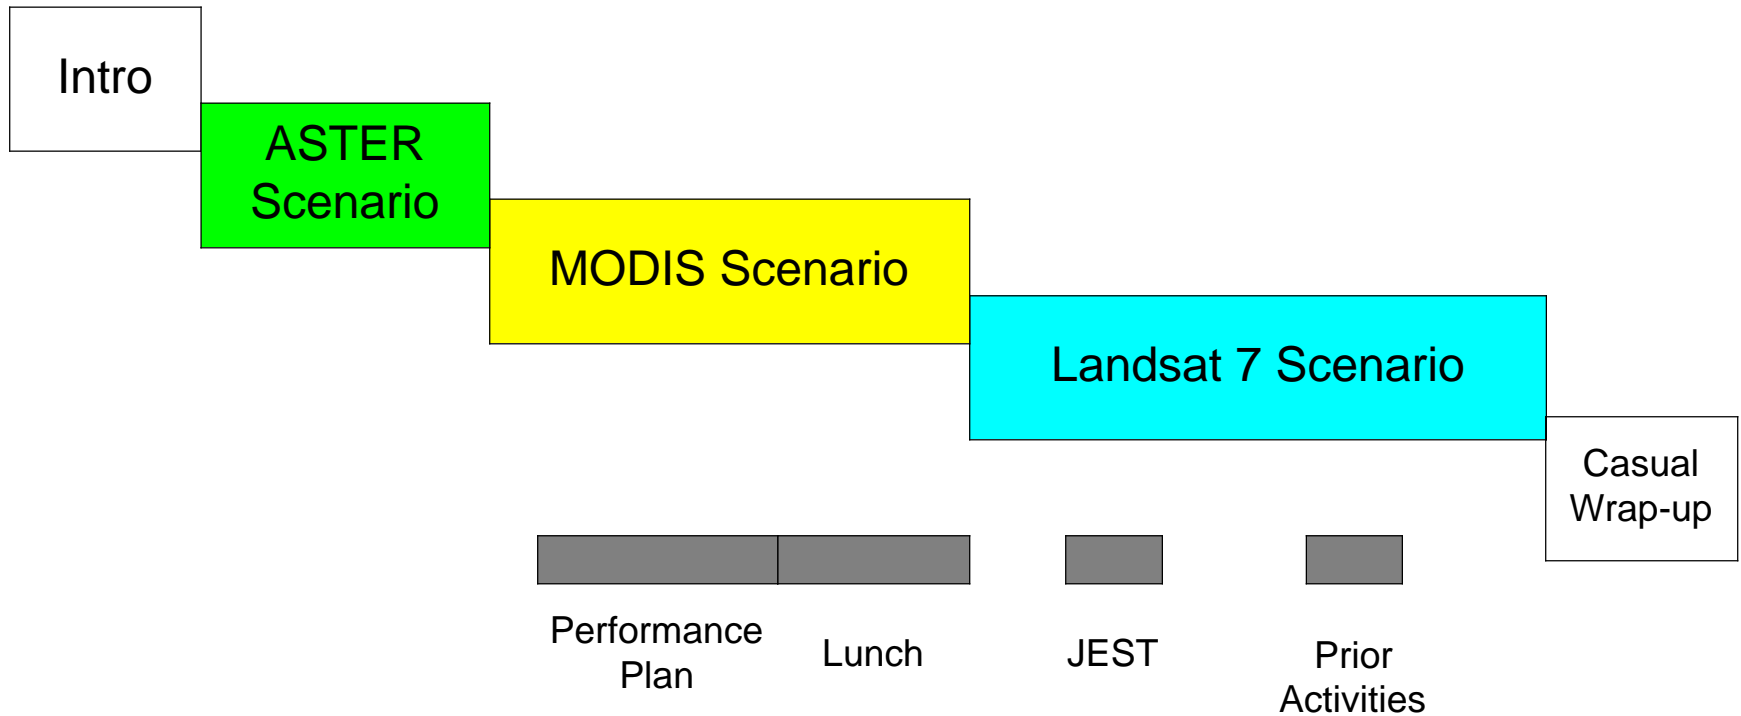 Intro
ASTER
Scenario
MODIS Scenario
Landsat 7 Scenario
Casual
Wrap-up
Performance
Plan
Lunch
JEST
Prior
Activities